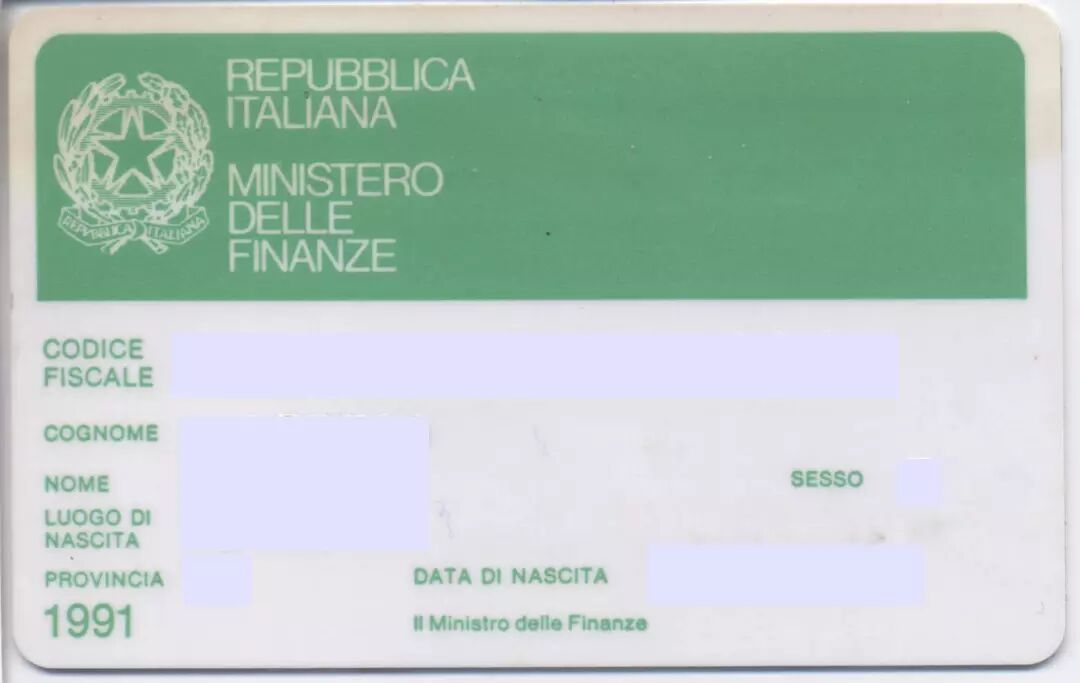 REPUBBLICA
ITALIANA
MINISTERO
DELLE
FINANZE
REPVBBLICA ITALIANA
CODICE
FISCALE
COGNOME
NOME
SESSO
LUOGO DI
NASCITA
PROVINCIA
DATA DI NASCITA
1991
Il Ministro delle Finanze